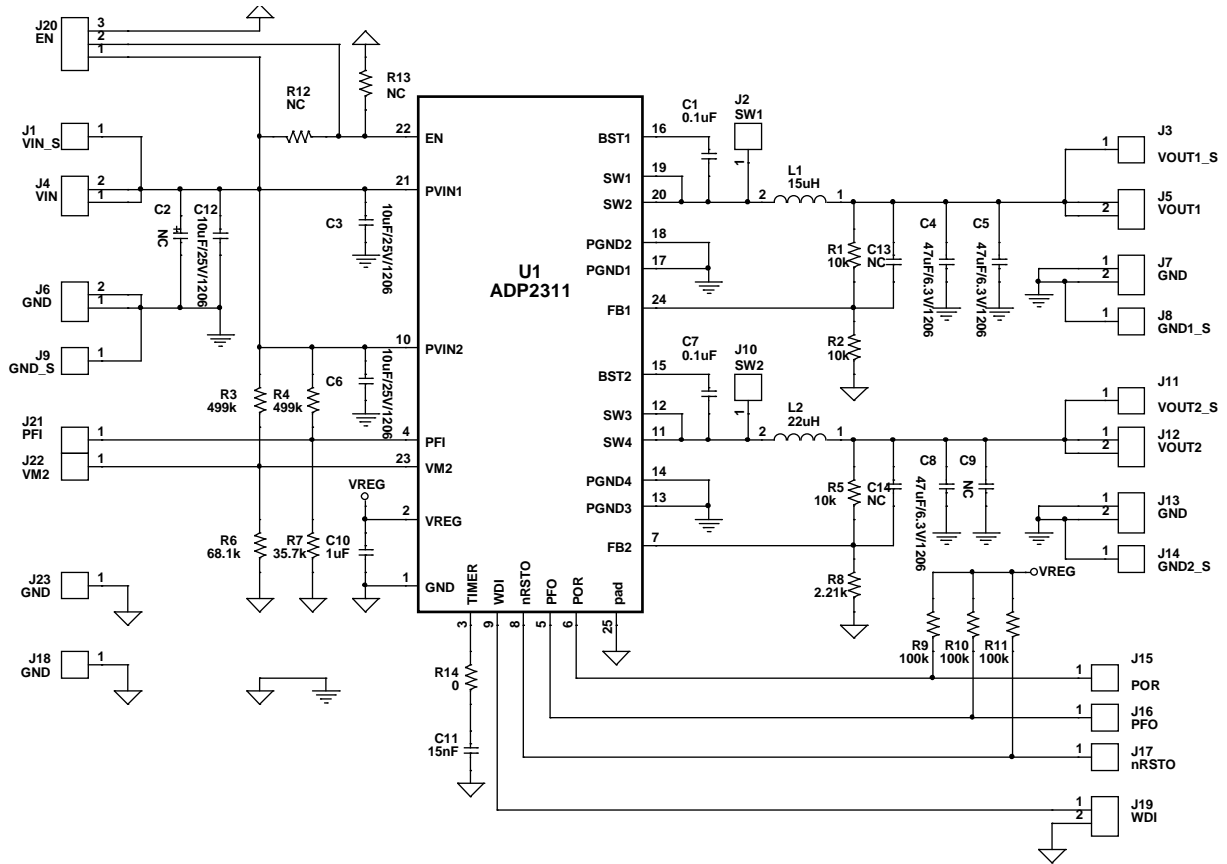 J20
EN
3
2
1
R12
NC
R13
NC
J1
VIN_S
1
J4
VIN
2
1
C2
NC
+
C12
10uF/25V/1206
C3
10uF/25V/1206
J6
GND
2
1
J9
GND_S
1
R3
499k
R4
499k
C6
10uF/25V/1206
J21
PFI
1
J22
VM2
1
R6
68.1k
R7
35.7k
VREG
C10
1uF
J23
GND
1
J18
GND
1
U1
ADP2311
22
EN
21
PVIN1
10
PVIN2
4
PFI
23
VM2
2
VREG
1
GND
TIMER
WDI
nRSTO
PFO
POR
pad
3
9
8
5
6
25
R14
0
C11
15nF
BST1
16
SW1
19
SW2
20
PGND2
18
PGND1
17
FB1
24
BST2
15
SW3
12
SW4
11
PGND4
14
PGND3
13
FB2
7
C1
0.1uF
J2
SW1
1
2
L1
15uH
1
R1
10k
C13
NC
C4
47uF/6.3V/1206
C5
47uF/6.3V/1206
R2
10k
J3
1
VOUT1_S
J5
1
2
VOUT1
J7
1
2
GND
J8
1
GND1_S
C7
0.1uF
J10
SW2
1
2
L2
22uH
1
R5
10k
C14
NC
C8
47uF/6.3V/1206
C9
NC
R8
2.21k
J11
1
VOUT2_S
J12
1
2
VOUT2
J13
1
2
GND
J14
1
GND2_S
VREG
R9
100k
R10
100k
R11
100k
J15
1
POR
J16
1
PFO
J17
1
nRSTO
J19
1
2
WDI